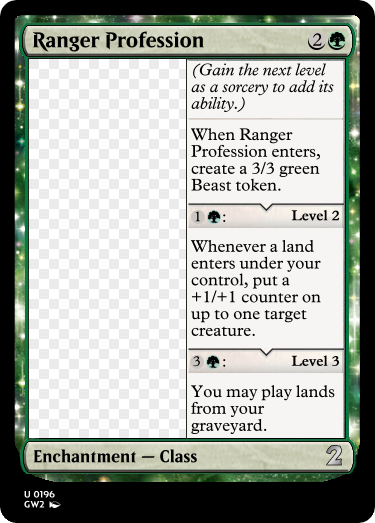 Ranger Profession 2
(Gain the next level
as a sorcery to add its
ability.)
When Ranger
Profession enters,
create a 3/3 green
Beast token.
1 : Level 2
Whenever a land
enters under your
control, put a
+1/+1 counter on
up to one target
creature.
3 : Level 3
You may play lands
from your
graveyard.
Enchantment — Class 2
U 0196
GW2